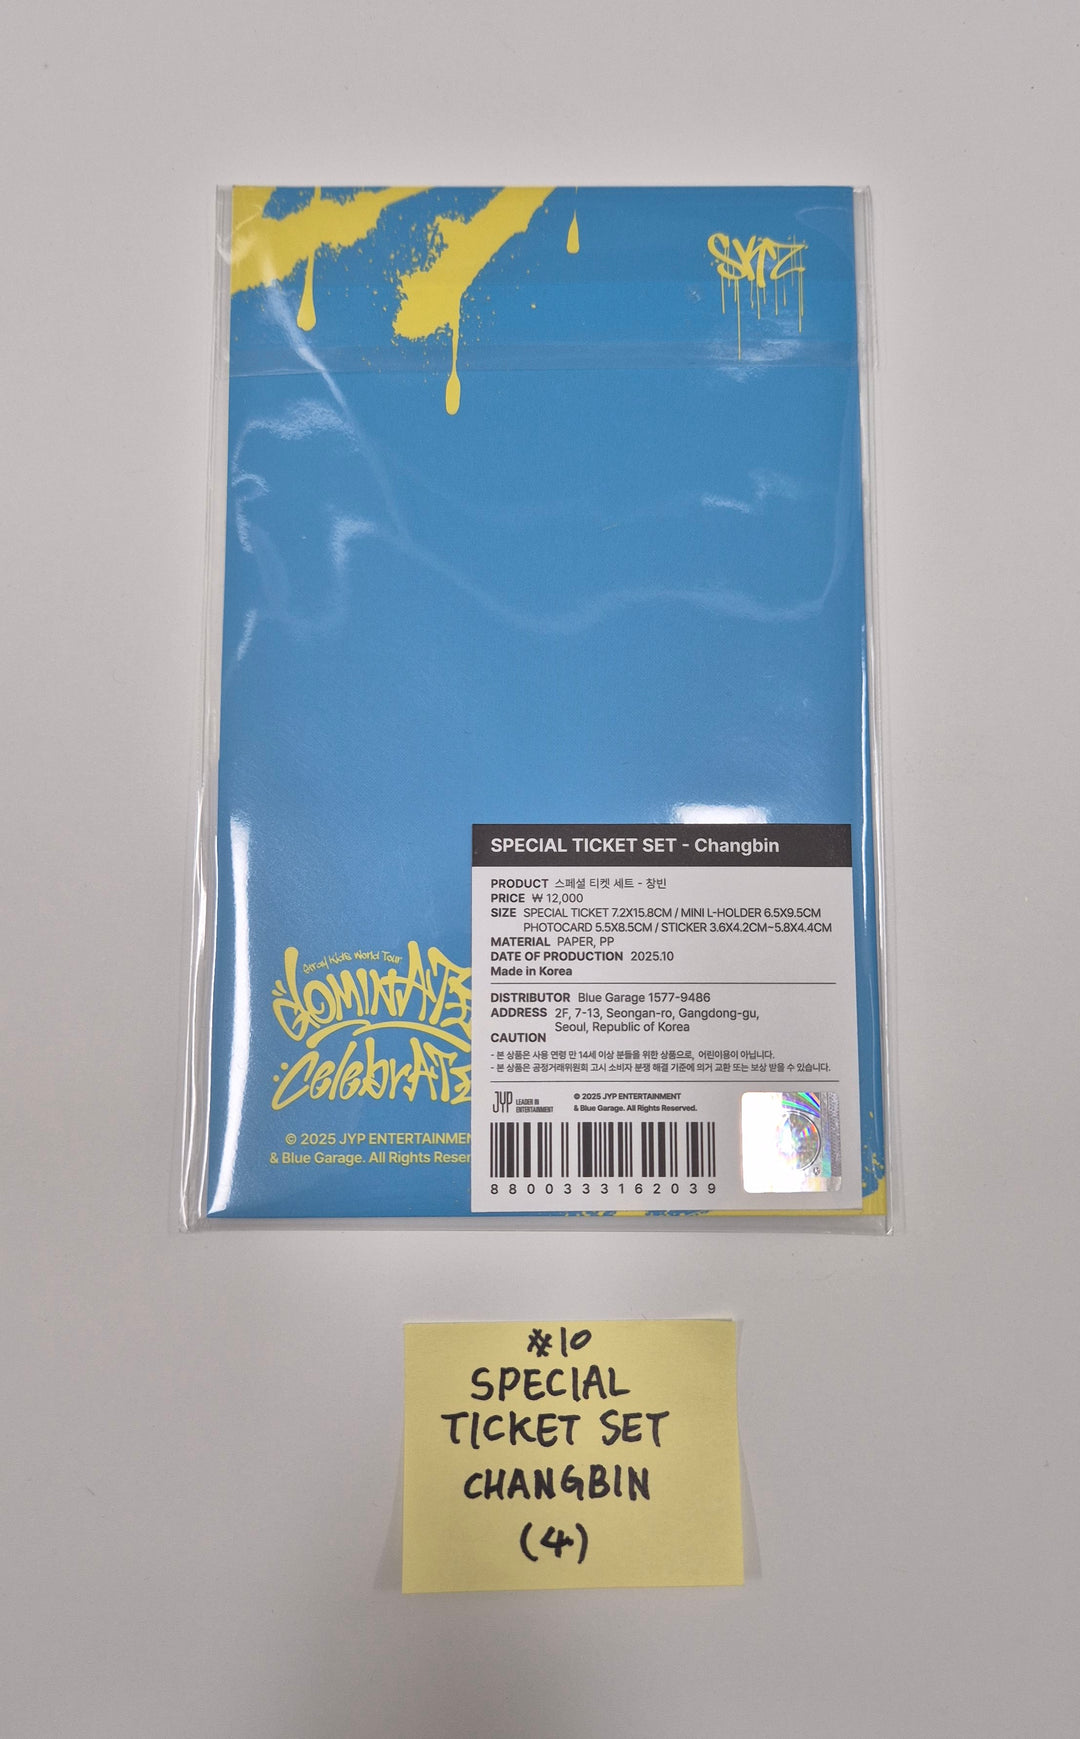 SKZ
SPECIAL TICKET SET - Changbin
PRODUCT 스페셜 티켓 세트 - 창빈
PRICE ₩ 12,000
SIZE SPECIAL TICKET 7.2X15.8CM / MINI L-HOLDER 6.5X9.5CM
PHOTOCARD 5.5X8.5CM / STICKER 3.6X4.2CM~5.8X4.4CM
MATERIAL PAPER, PP
DATE OF PRODUCTION 2025.10
Made in Korea
DISTRIBUTOR Blue Garage 1577-9486
ADDRESS 2F, 7-13, Seongan-ro, Gangdong-gu,
Seoul, Republic of Korea
CAUTION
- 본 상품은 사용 연령 만 14세 이상 분들을 위한 상품으로, 어린이용이 아닙니다.
- 본 상품은 공정거래위원회 고시 소비자 분쟁 해결 기준에 의거 교환 또는 보상 받을 수 있습니다.
JYP LEADER IN
ENTERTAINMENT
© 2025 JYP ENTERTAINMENT
& Blue Garage. All Rights Reserved.
8800333162039
Stray Kids World Tour
DOMINATE
CELEBRATE
© 2025 JYP ENTERTAINMEN
& Blue Garage. All Rights Reser
#10
SPECIAL
TICKET SET
CHANGBIN
(4)